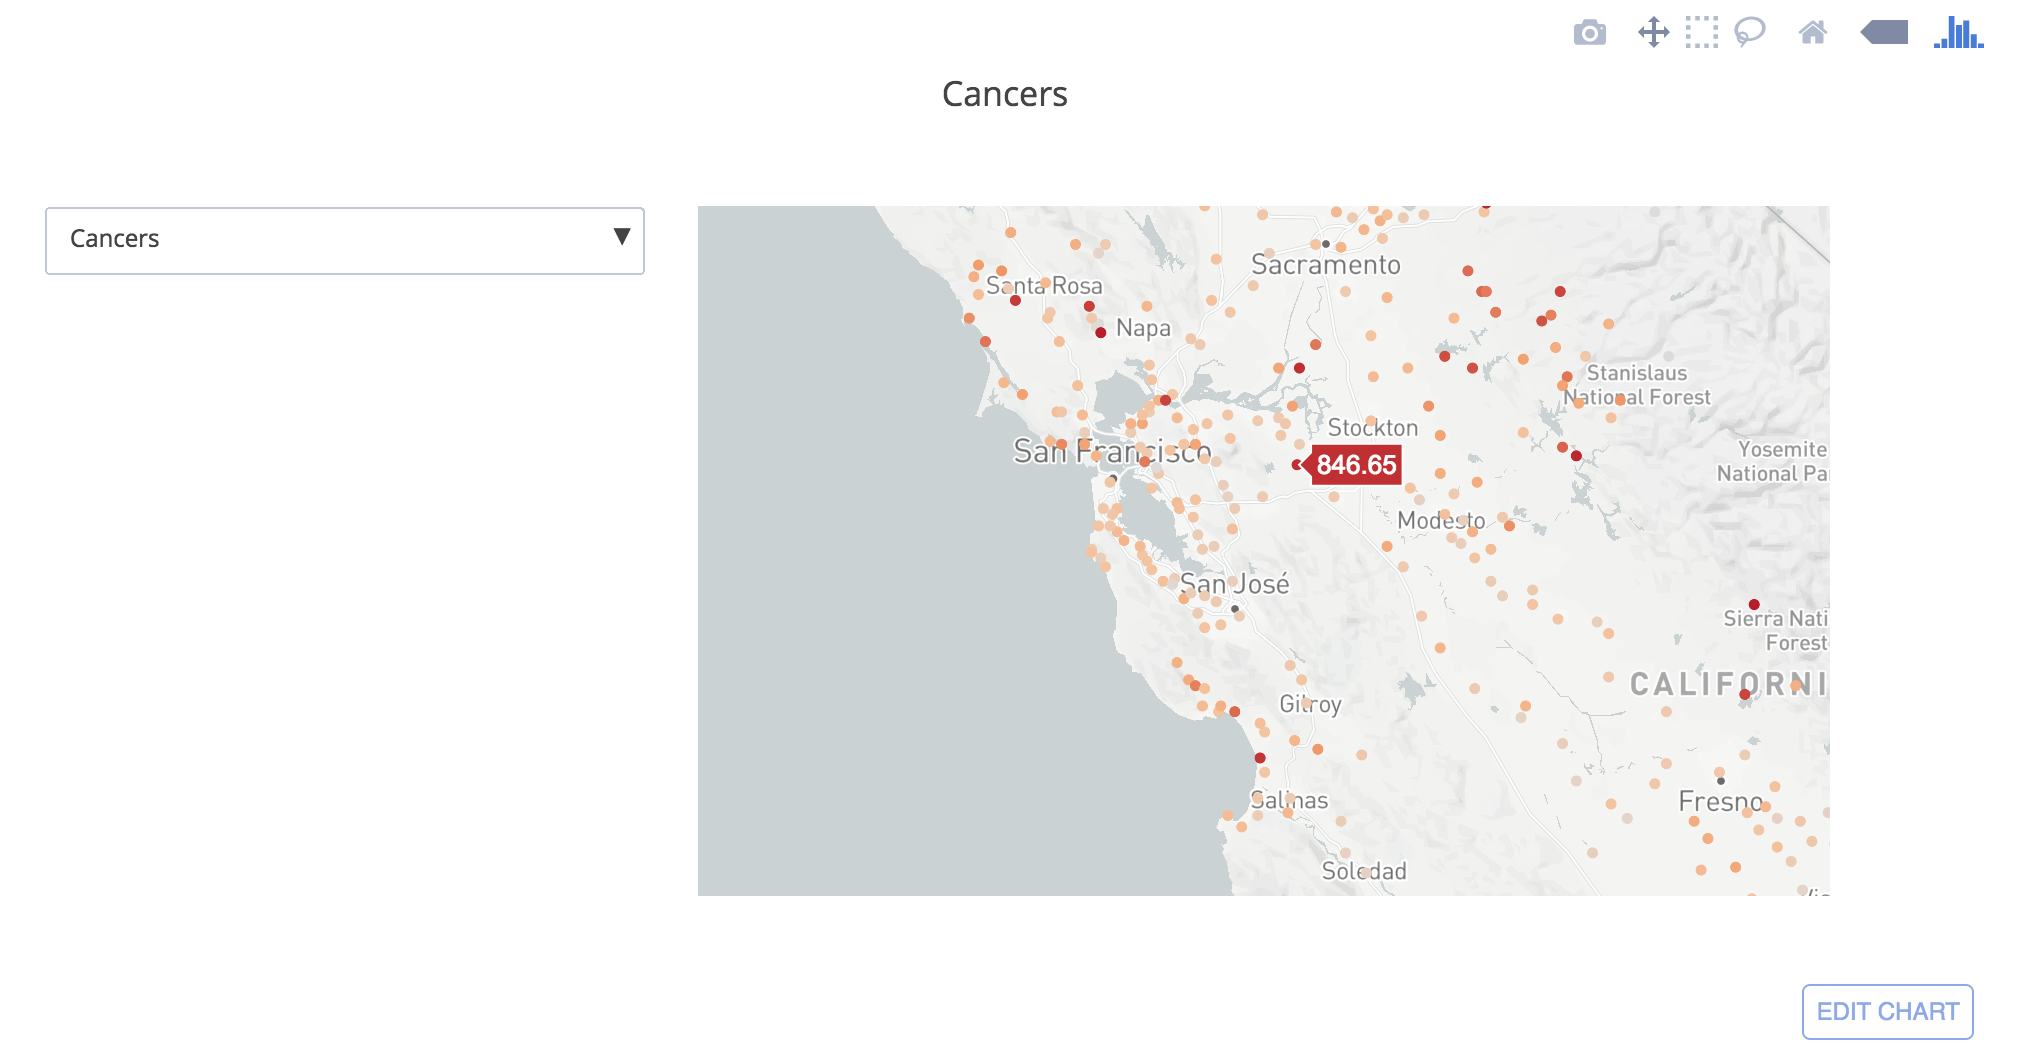 Cancers
Cancers
▼
Sacramento
Santa Rosa
Napa
Stanislaus
National Forest
Stockton
San Francisco
846.65
Yosemite
National Pa
Modesto
San José
Sierra Nati
Forest
CALIFORNI
Gilroy
Salinas
Fresno
Soledad
EDIT CHART